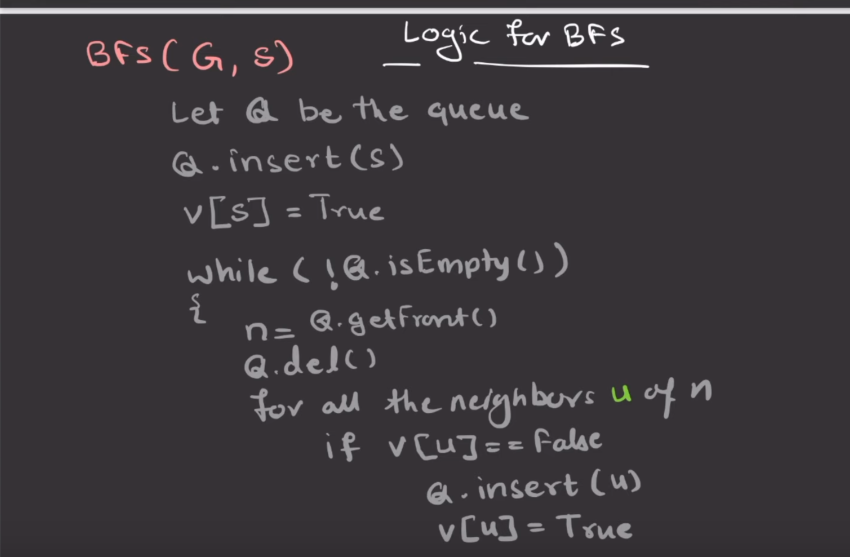 Logic for BFS
BFS(G, S)
Let Q be the queue
Q.insert(S)
v[S] = True
while ( !Q.isEmpty() )
{
n = Q.getFront()
Q.del()
for all the neighbors u of n
if v[u] == False
Q.insert(u)
v[u] = True